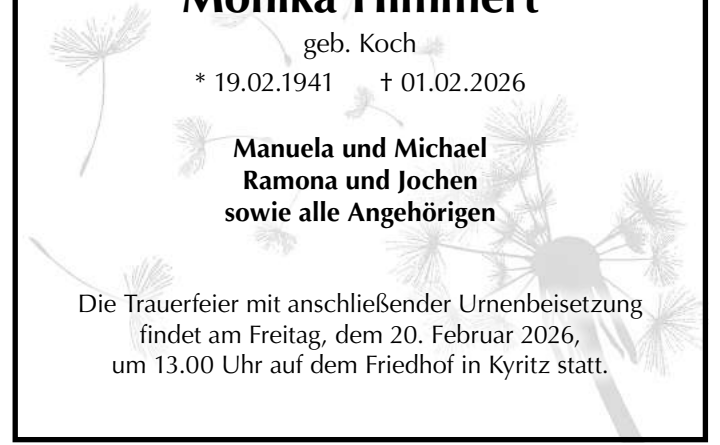 Monika Himmert
geb. Koch
* 19.02.1941 † 01.02.2026
Manuela und Michael
Ramona und Jochen
sowie alle Angehörigen
Die Trauerfeier mit anschließender Urnenbeisetzung
findet am Freitag, dem 20. Februar 2026,
um 13.00 Uhr auf dem Friedhof in Kyritz statt.